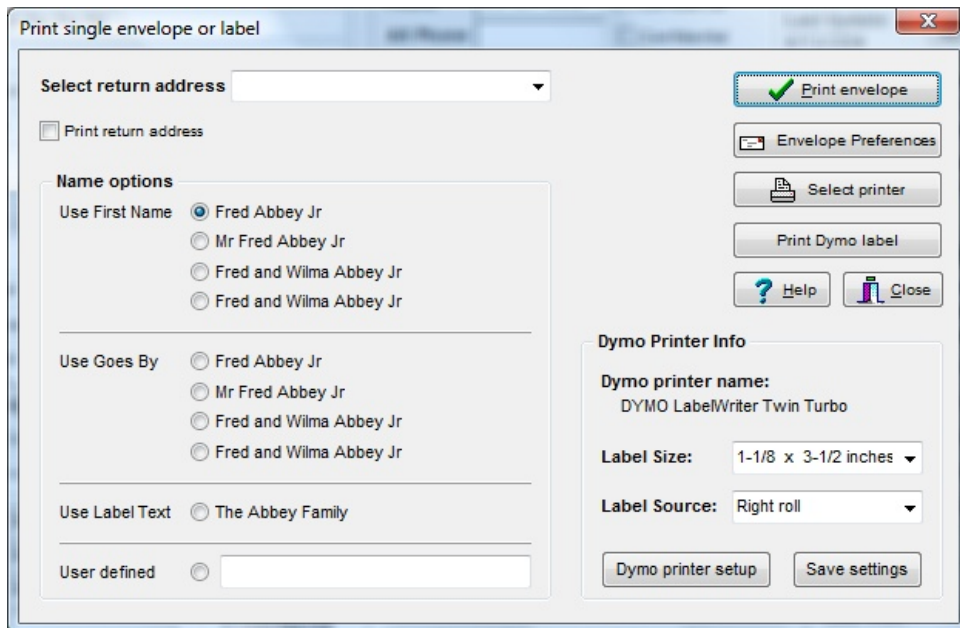 Print single envelope or label
Select return address
Print return address
Name options
Use First Name
Fred Abbey Jr
Mr Fred Abbey Jr
Fred and Wilma Abbey Jr
Fred and Wilma Abbey Jr
Use Goes By
Fred Abbey Jr
Mr Fred Abbey Jr
Fred and Wilma Abbey Jr
Fred and Wilma Abbey Jr
Use Label Text
The Abbey Family
User defined
Print envelope
Envelope Preferences
Select printer
Print Dymo label
Help
Close
Dymo Printer Info
Dymo printer name:
DYMO LabelWriter Twin Turbo
Label Size: 1-1/8 x 3-1/2 inches
Label Source: Right roll
Dymo printer setup
Save settings